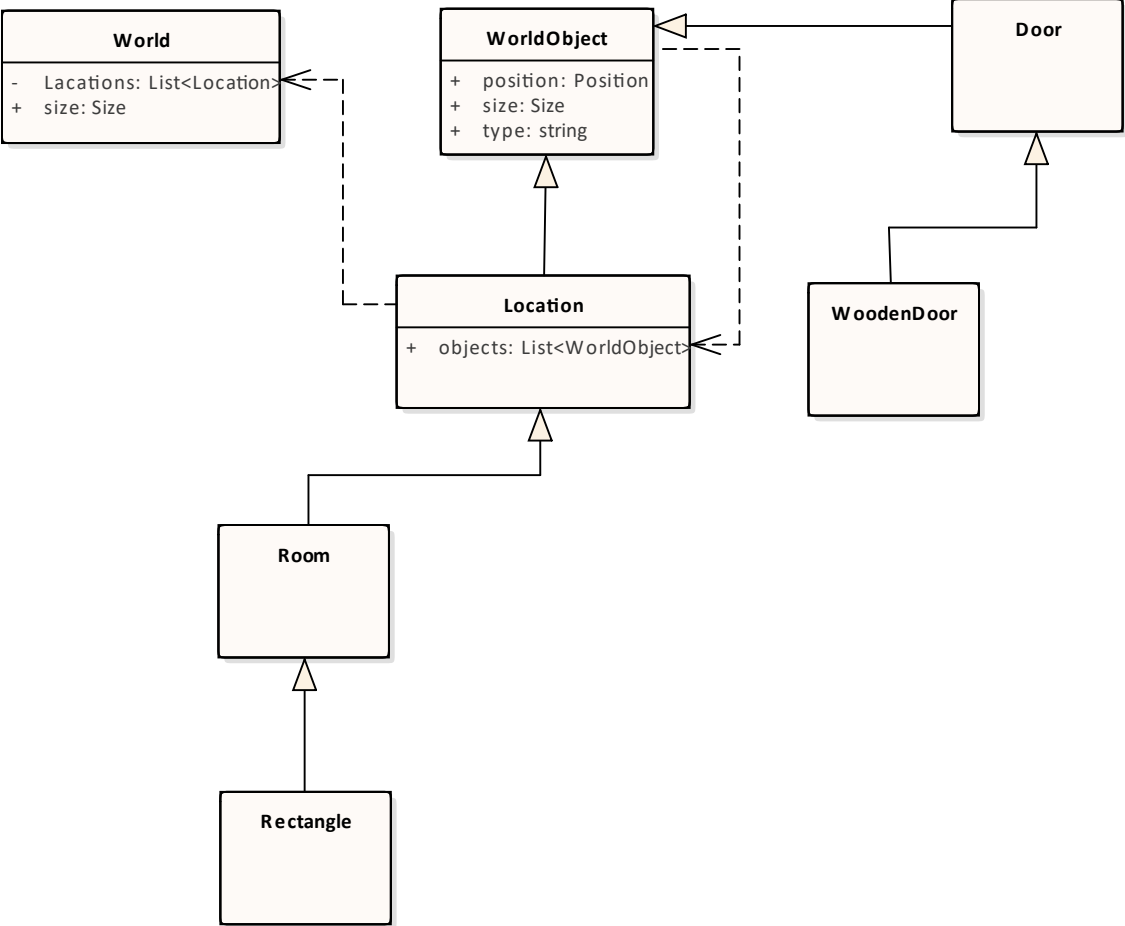 World
- Lacations: List<Location>
+ size: Size
WorldObject
+ position: Position
+ size: Size
+ type: string
Door
Location
+ objects: List<WorldObject>
WoodenDoor
Room
Rectangle